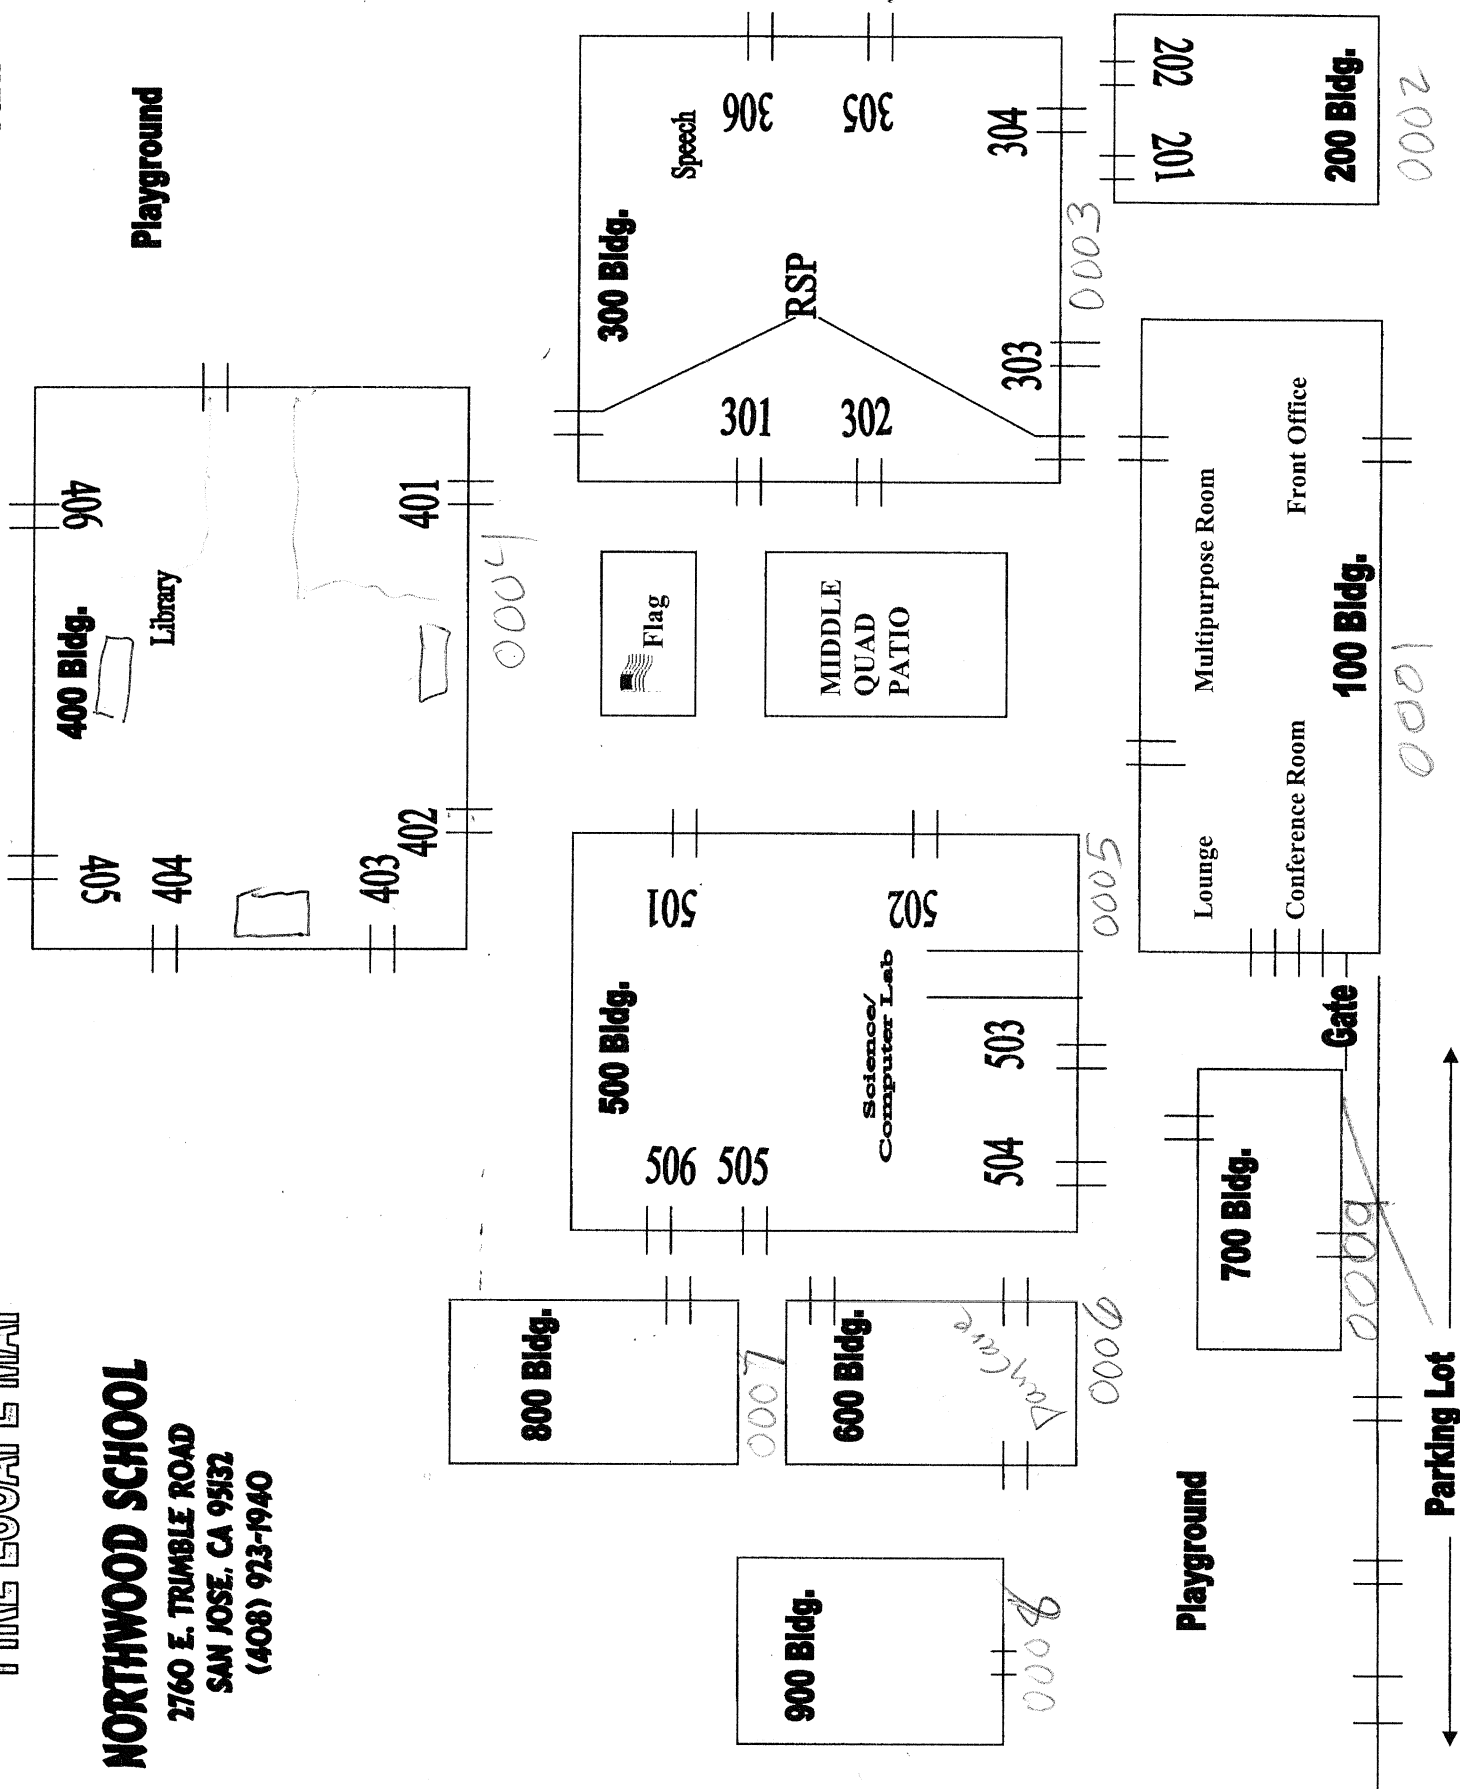 NORTHWOOD SCHOOL
2760 E. TRIMBLE ROAD
SAN JOSE, CA 95132
(408) 923-1940
Playground
400 Bldg.
Library
405
404
403
402
401
406
0004
800 Bldg.
0007
600 Bldg.
Day Care
0006
900 Bldg.
0008
500 Bldg.
501
502
Science/
Computer Lab
503
504
505
506
0005
Flag
MIDDLE
QUAD
PATIO
300 Bldg.
Speech
306
305
304
RSP
301
302
303
0003
202
201
200 Bldg.
0002
Lounge
Multipurpose Room
Conference Room
Front Office
100 Bldg.
0001
Gate
700 Bldg.
0009
Playground
Parking Lot